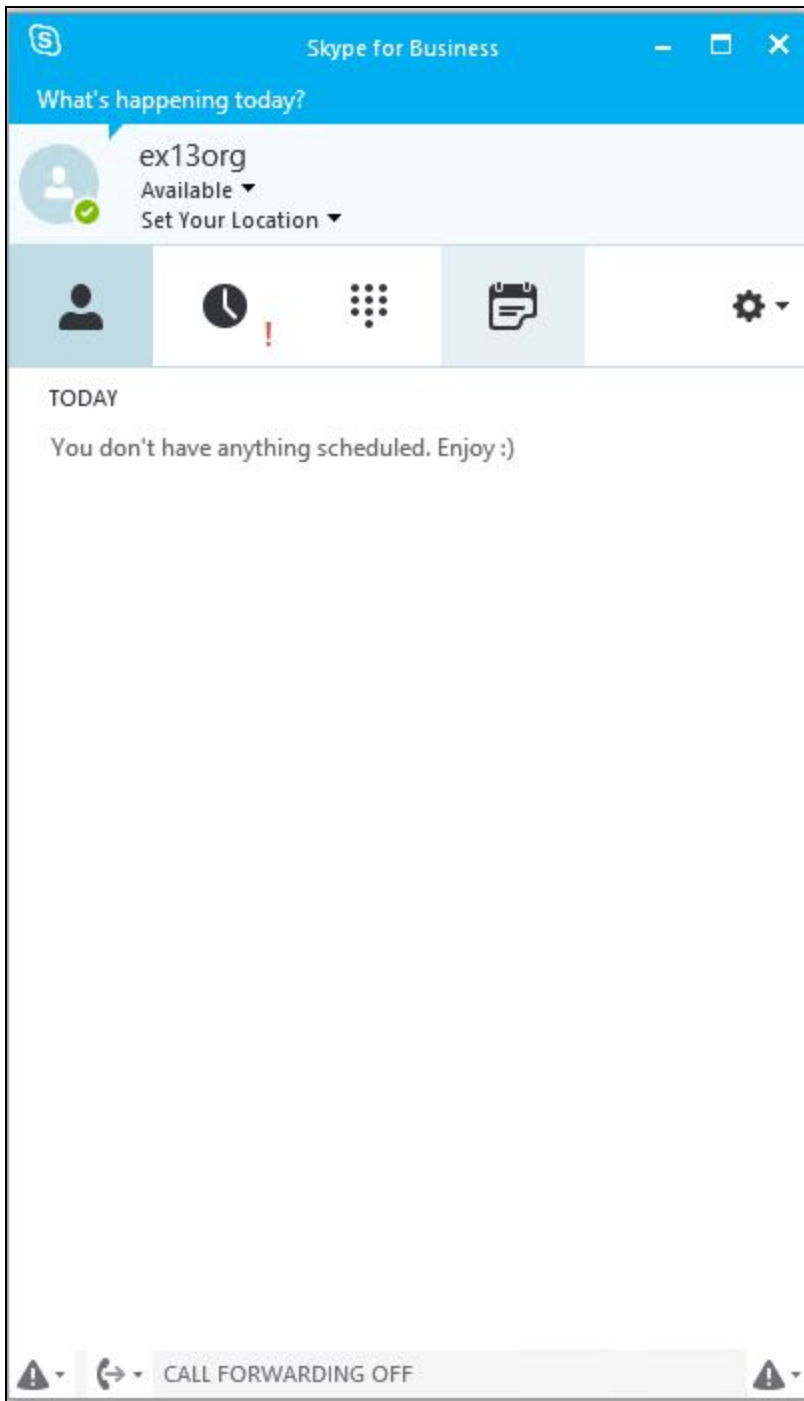 Skype for Business
What's happening today?
ex13org
Available
Set Your Location
!
TODAY
You don't have anything scheduled. Enjoy :)
CALL FORWARDING OFF